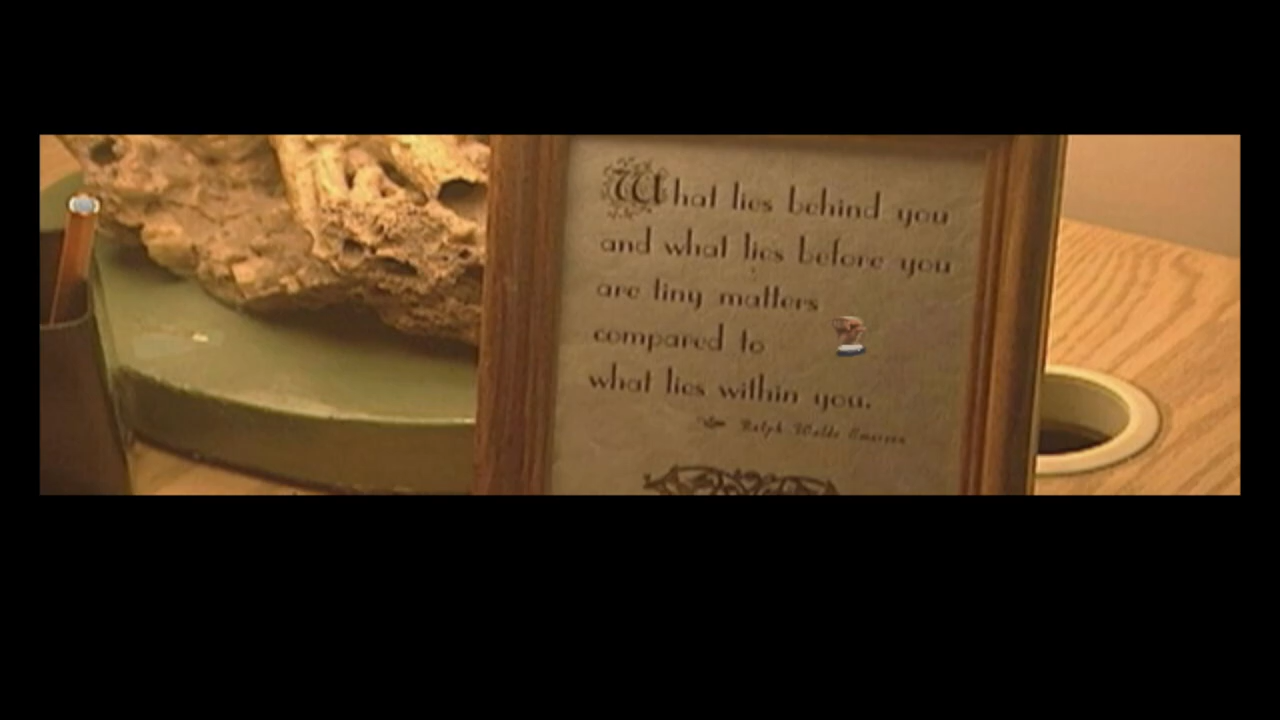 What lies behind you
and what lies before you
are tiny matters
compared to
what lies within you.
Ralph Waldo Emerson